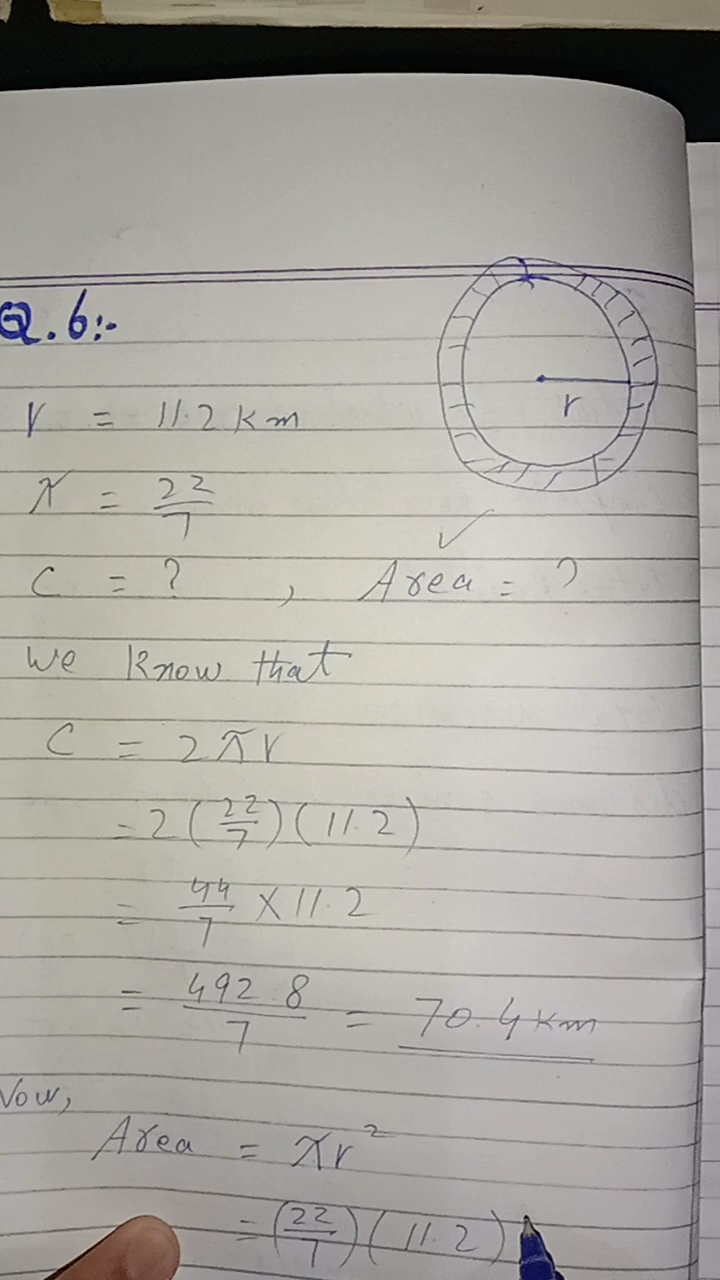 Q.6:-
r
r = 11.2 km
π = 22/7
C = ? , Area = ?
We know that
C = 2πr
= 2(22/7)(11.2)
= 44/7 × 11.2
= 492.8/7 = 70.4 km
Now,
Area = πr²
= (22/7)(11.2)